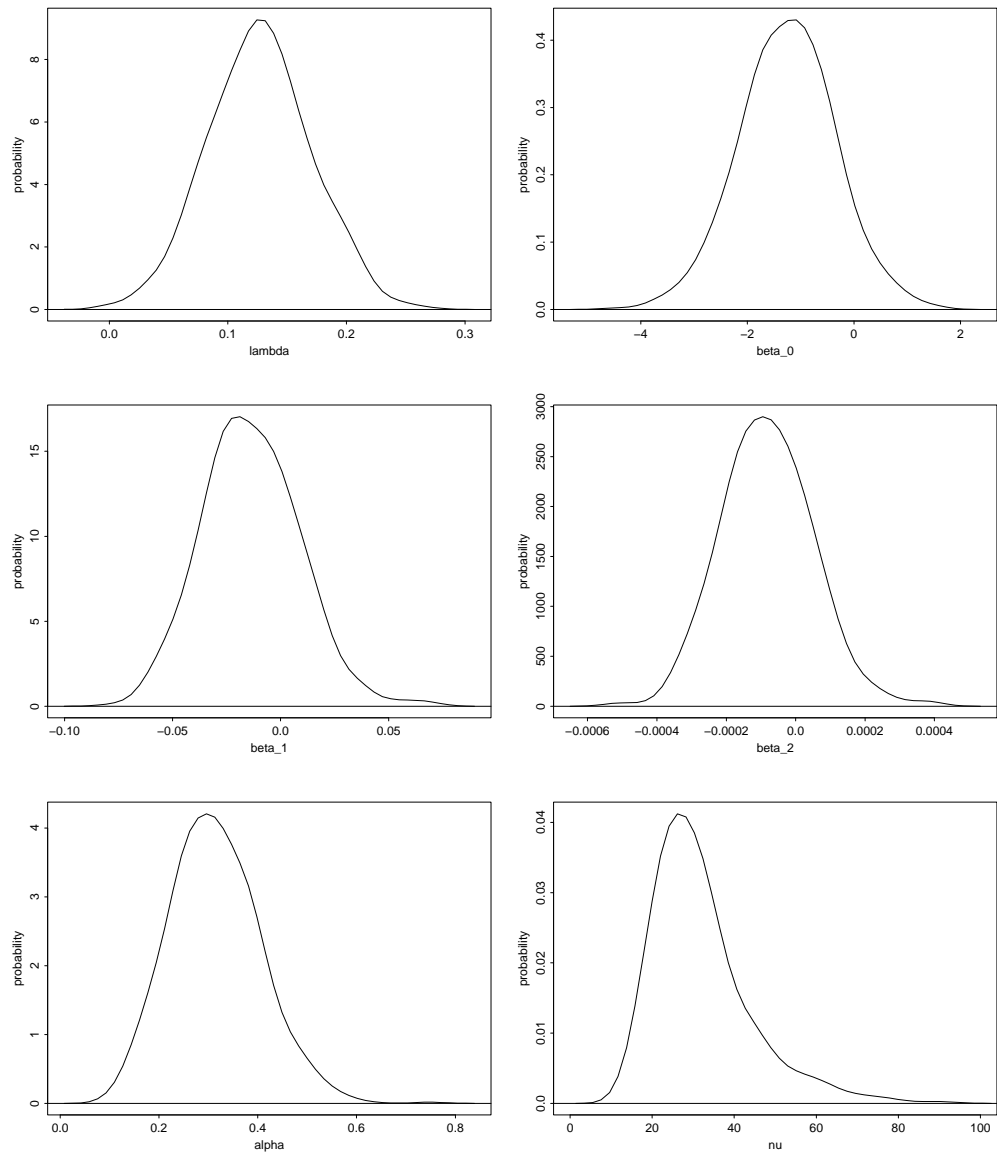 probability
0 2 4 6 8
0.0 0.1 0.2 0.3
lambda
probability
0.0 0.1 0.2 0.3 0.4
−4 −2 0 2
beta_0
probability
0 5 10 15
−0.10 −0.05 0.0 0.05
beta_1
probability
0 500 1000 1500 2000 2500 3000
−0.0006 −0.0004 −0.0002 0.0 0.0002 0.0004
beta_2
probability
0 1 2 3 4
0.0 0.2 0.4 0.6 0.8
alpha
probability
0.0 0.01 0.02 0.03 0.04
0 20 40 60 80 100
nu